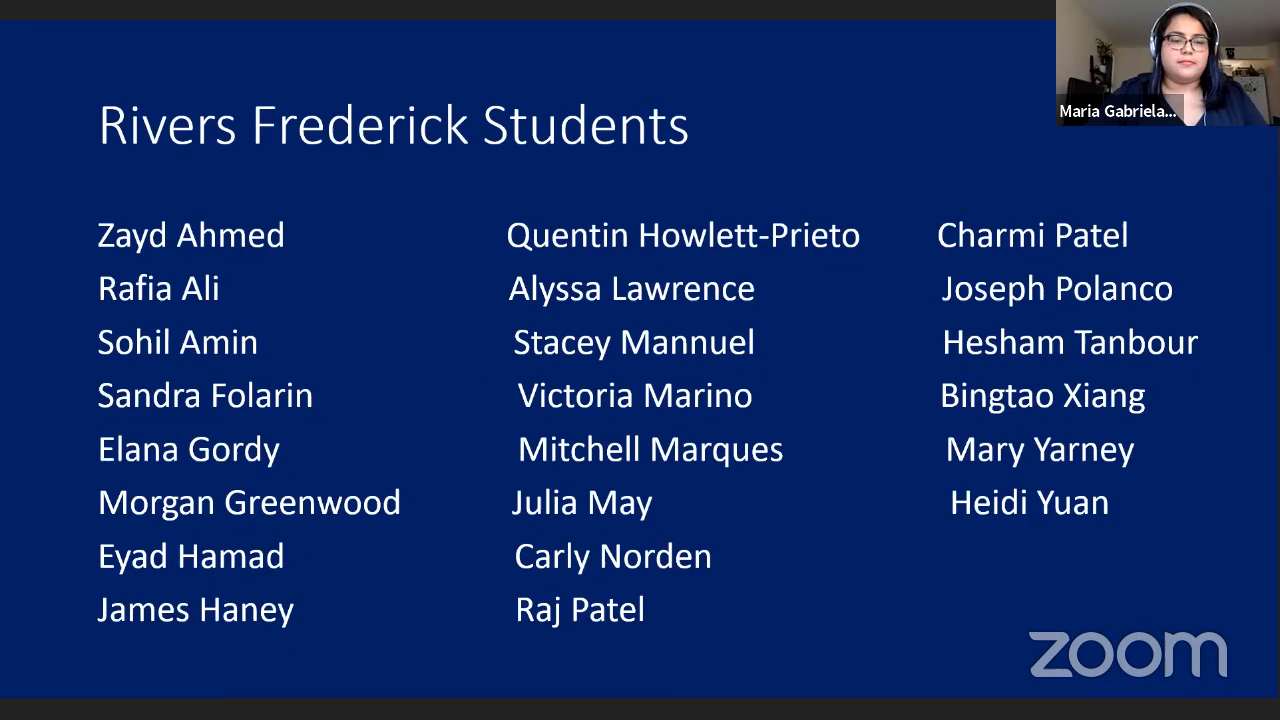 Rivers Frederick Students
Zayd Ahmed
Rafia Ali
Sohil Amin
Sandra Folarin
Elana Gordy
Morgan Greenwood
Eyad Hamad
James Haney
Quentin Howlett-Prieto
Alyssa Lawrence
Stacey Mannuel
Victoria Marino
Mitchell Marques
Julia May
Carly Norden
Raj Patel
Charmi Patel
Joseph Polanco
Hesham Tanbour
Bingtao Xiang
Mary Yarney
Heidi Yuan
Maria Gabriela...
zoom